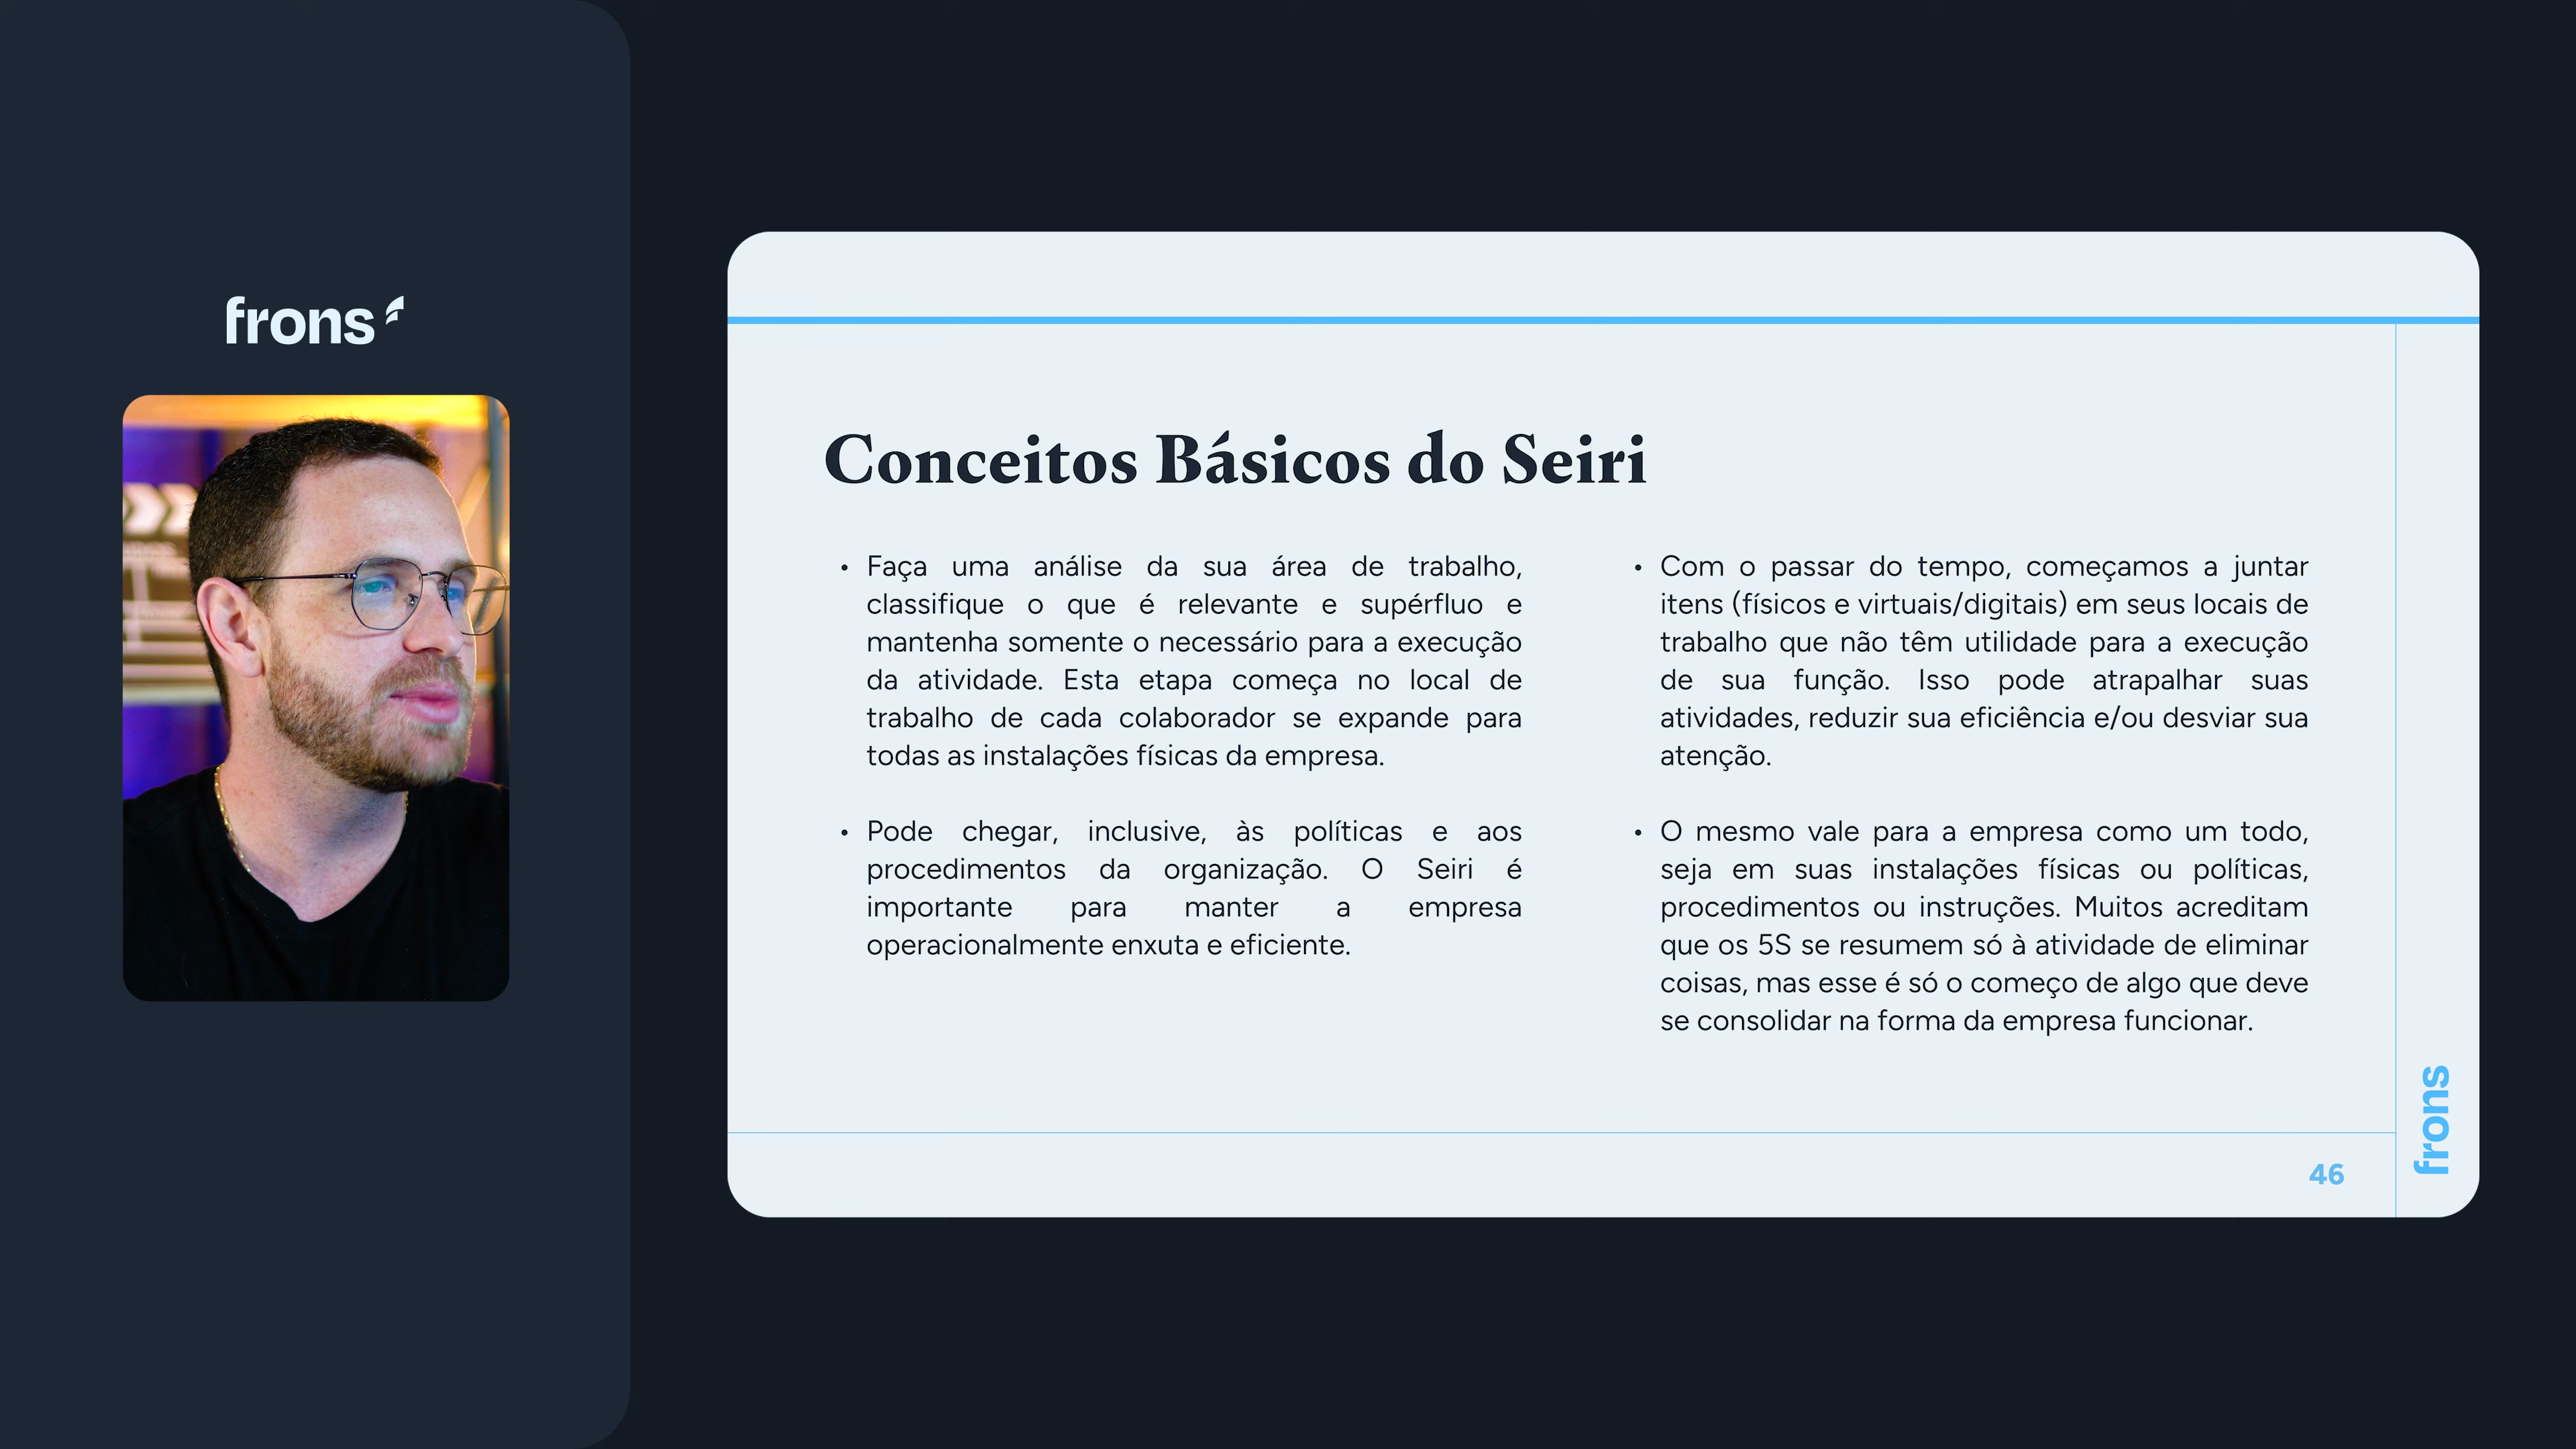 frons
Conceitos Básicos do Seiri
• Faça uma análise da sua área de trabalho,
classifique o que é relevante e supérfluo e
mantenha somente o necessário para a execução
da atividade. Esta etapa começa no local de
trabalho de cada colaborador se expande para
todas as instalações físicas da empresa.
• Pode chegar, inclusive, às políticas e aos
procedimentos da organização. O Seiri é
importante para manter a empresa
operacionalmente enxuta e eficiente.
• Com o passar do tempo, começamos a juntar
itens (físicos e virtuais/digitais) em seus locais de
trabalho que não têm utilidade para a execução
de sua função. Isso pode atrapalhar suas
atividades, reduzir sua eficiência e/ou desviar sua
atenção.
• O mesmo vale para a empresa como um todo,
seja em suas instalações físicas ou políticas,
procedimentos ou instruções. Muitos acreditam
que os 5S se resumem só à atividade de eliminar
coisas, mas esse é só o começo de algo que deve
se consolidar na forma da empresa funcionar.
46
frons